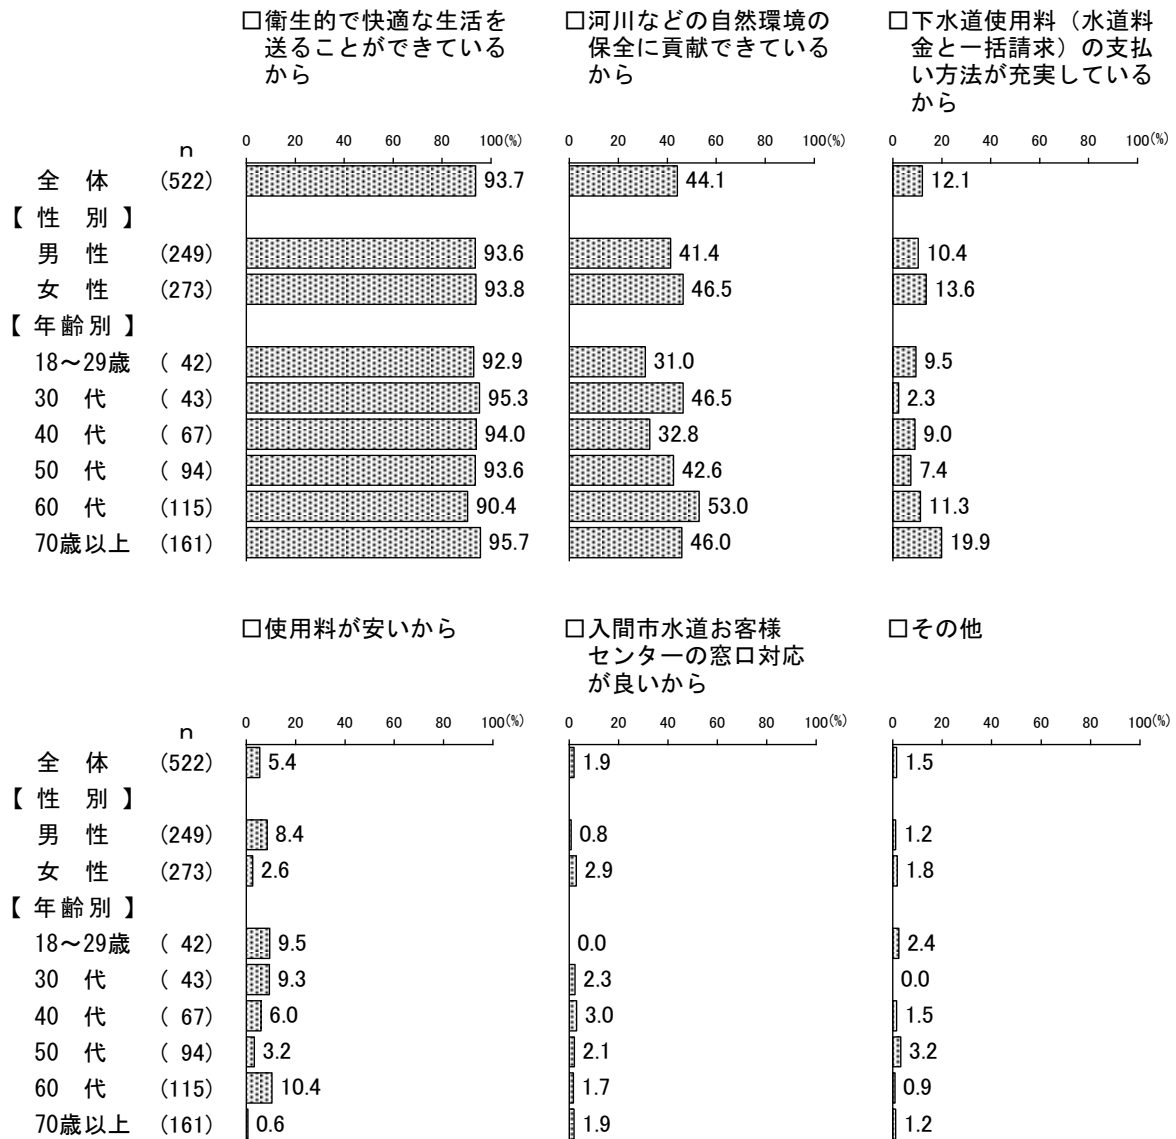 □衛生的で快適な生活を
送ることができている
から
□河川などの自然環境の
保全に貢献できている
から
□下水道使用料（水道料
金と一括請求）の支払
い方法が充実している
から
0 20 40 60 80 100(%) 0 20 40 60 80 100(%) 0 20 40 60 80 100(%)
n
全 体 (522) 93.7 44.1 12.1
【 性 別 】
男 性 (249) 93.6 41.4 10.4
女 性 (273) 93.8 46.5 13.6
【 年齢別 】
18～29歳 ( 42) 92.9 31.0 9.5
30 代 ( 43) 95.3 46.5 2.3
40 代 ( 67) 94.0 32.8 9.0
50 代 ( 94) 93.6 42.6 7.4
60 代 (115) 90.4 53.0 11.3
70歳以上 (161) 95.7 46.0 19.9
□使用料が安いから
□入間市水道お客様
センターの窓口対応
が良いから
□その他
0 20 40 60 80 100(%) 0 20 40 60 80 100(%) 0 20 40 60 80 100(%)
n
全 体 (522) 5.4 1.9 1.5
【 性 別 】
男 性 (249) 8.4 0.8 1.2
女 性 (273) 2.6 2.9 1.8
【 年齢別 】
18～29歳 ( 42) 9.5 0.0 2.4
30 代 ( 43) 9.3 2.3 0.0
40 代 ( 67) 6.0 3.0 1.5
50 代 ( 94) 3.2 2.1 3.2
60 代 (115) 10.4 1.7 0.9
70歳以上 (161) 0.6 1.9 1.2